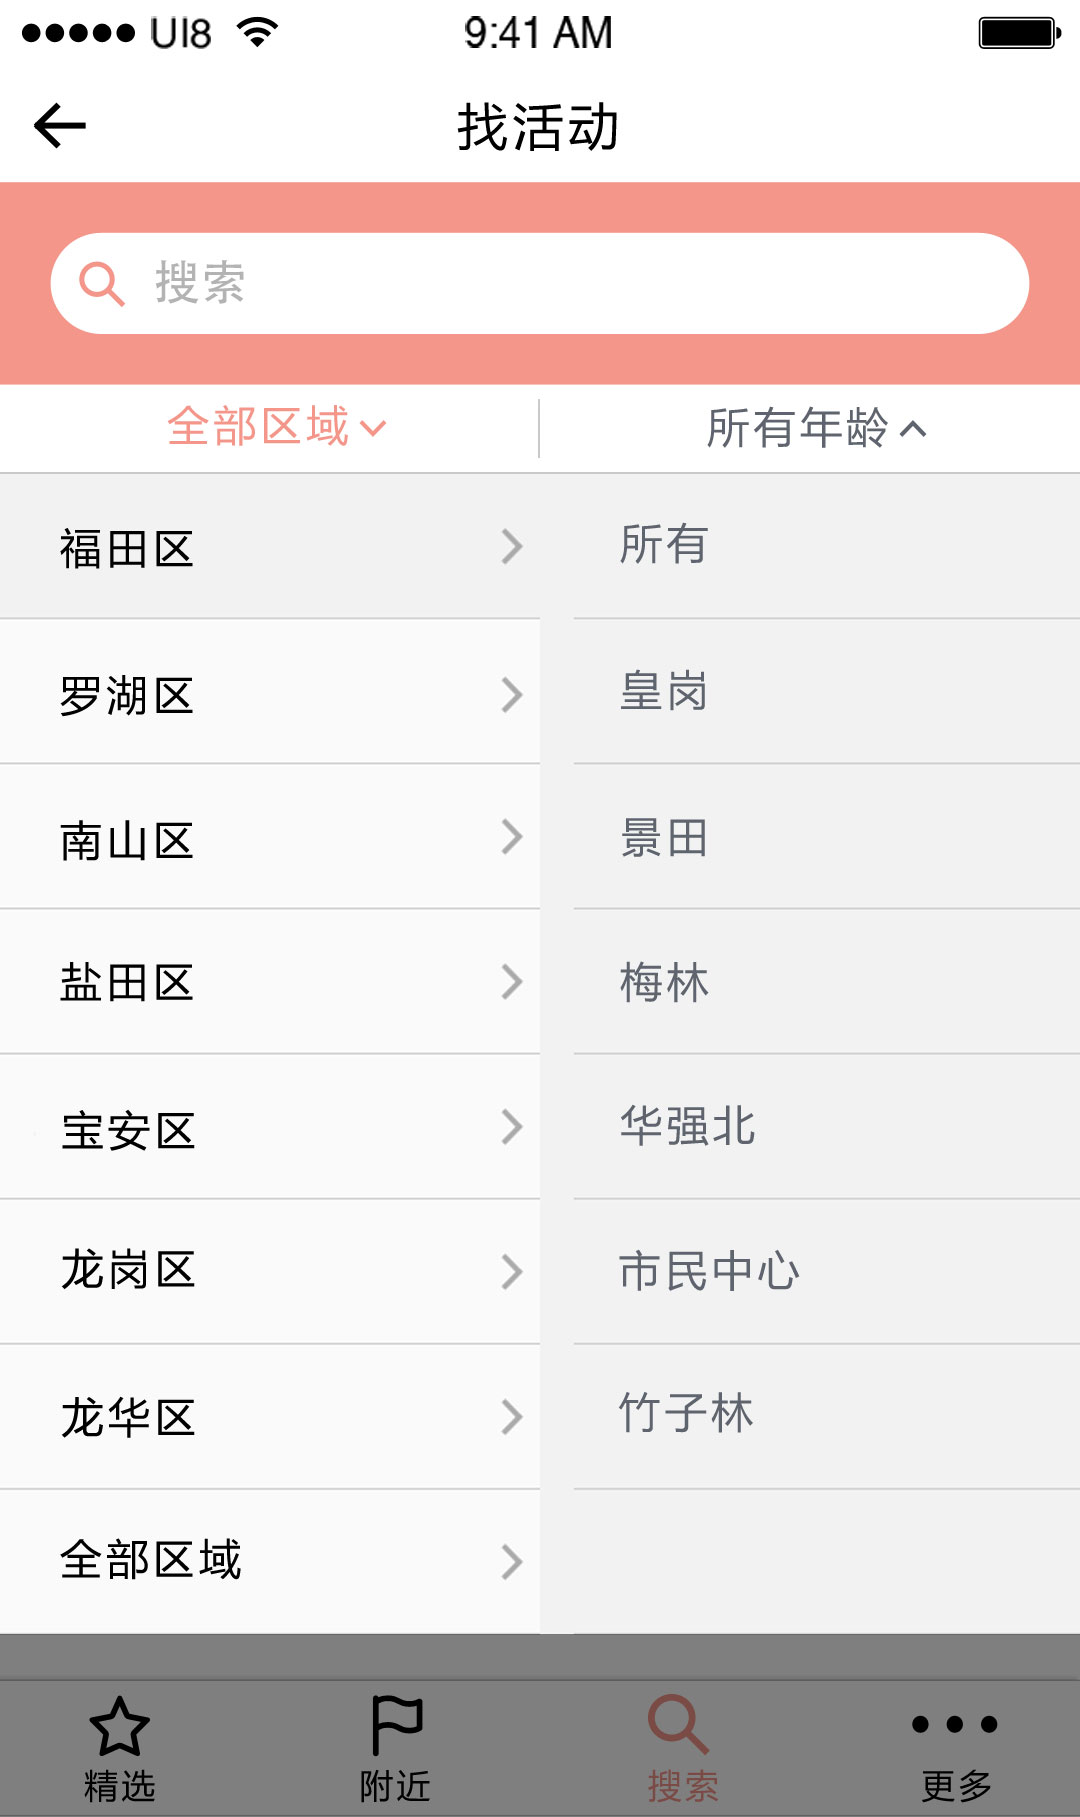 UI8 9:41 AM
找活动
搜索
全部区域 所有年龄
福田区 所有
罗湖区 皇岗
南山区 景田
盐田区 梅林
宝安区 华强北
龙岗区 市民中心
龙华区 竹子林
全部区域
精选 附近 搜索 更多